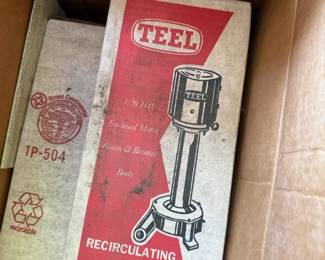 TEEL
1/20 H.P.
Enclosed Motor
Brass & Bronze
Body
TEEL
RECIRCULATING
1P-504
recyclable